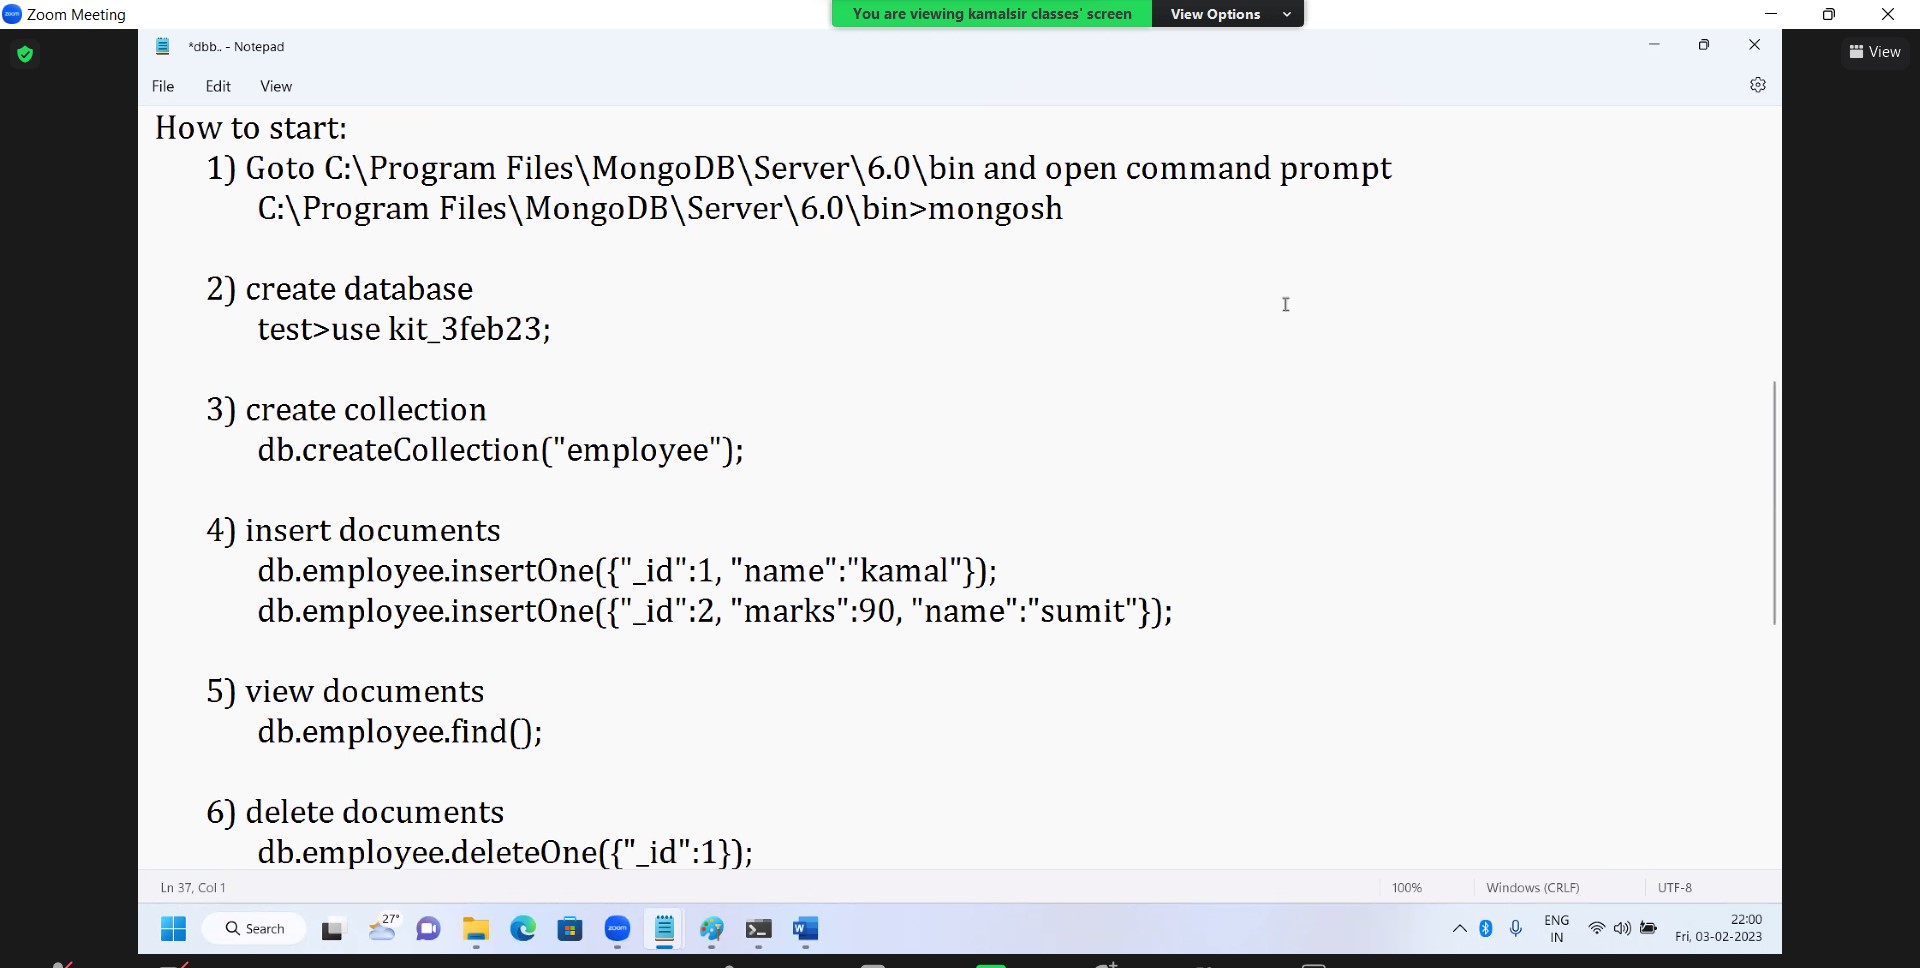 zoom Zoom Meeting
You are viewing kamalsir classes' screen View Options
*dbb.. - Notepad
View
File Edit View
How to start:
1) Goto C:\Program Files\MongoDB\Server\6.0\bin and open command prompt
C:\Program Files\MongoDB\Server\6.0\bin>mongosh
2) create database
test>use kit_3feb23;
3) create collection
db.createCollection("employee");
4) insert documents
db.employee.insertOne({"_id":1, "name":"kamal"});
db.employee.insertOne({"_id":2, "marks":90, "name":"sumit"});
5) view documents
db.employee.find();
6) delete documents
db.employee.deleteOne({"_id":1});
Ln 37, Col 1 100% Windows (CRLF) UTF-8
Search 27° zoom W ENG IN 22:00
Fri, 03-02-2023